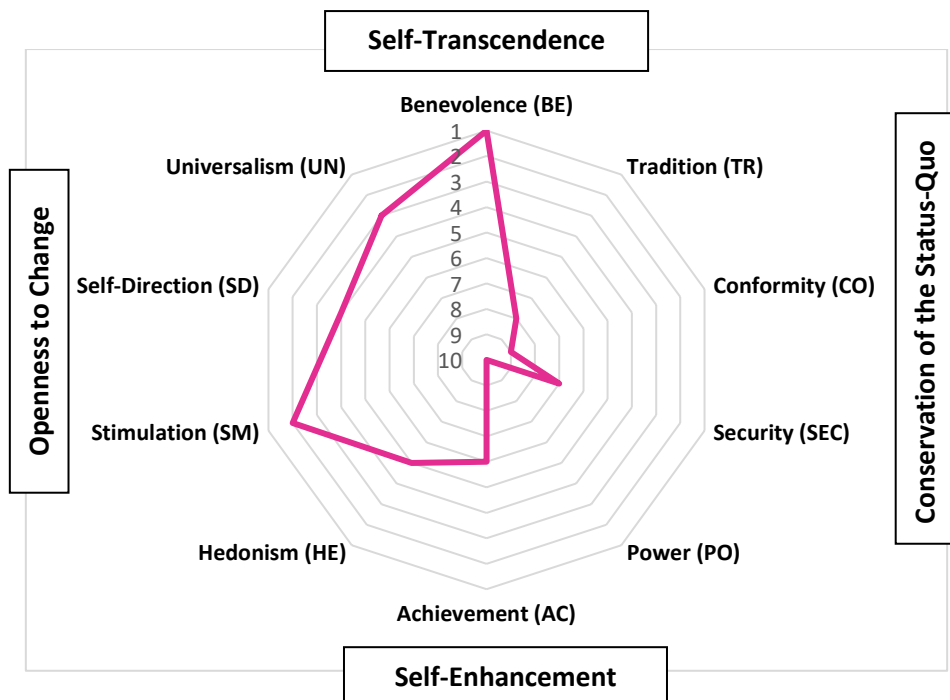 Self-Transcendence
Benevolence (BE)
Universalism (UN)
Tradition (TR)
Self-Direction (SD)
Conformity (CO)
Stimulation (SM)
Security (SEC)
Hedonism (HE)
Power (PO)
Achievement (AC)
1
2
3
4
5
6
7
8
9
10
Openness to Change
Conservation of the Status-Quo
Self-Enhancement